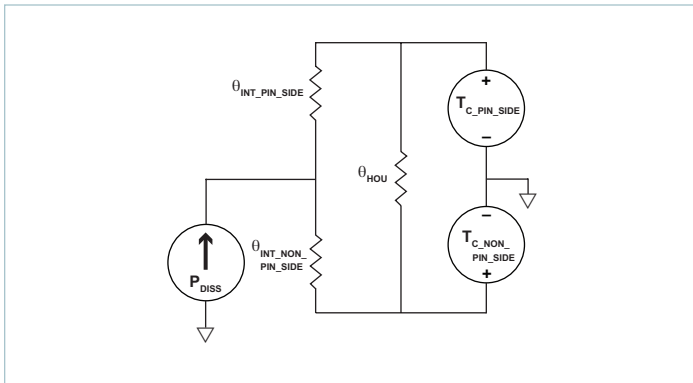 θINT_PIN_SIDE
+
TC_PIN_SIDE
−
θHOU
−
TC_NON_
PIN_SIDE
+
θINT_NON_
PIN_SIDE
PDISS